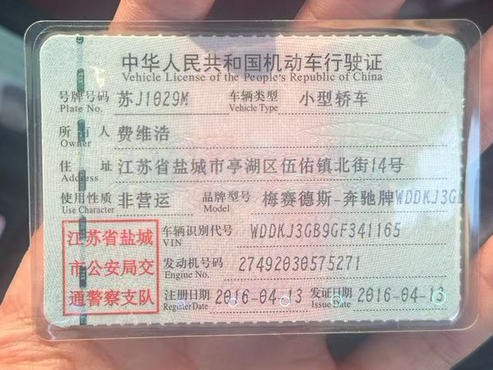 中华人民共和国机动车行驶证
Vehicle License of the People's Republic of China
号牌号码 苏J1029M 车辆类型 小型轿车
Plate No. Vehicle Type
所有人 费维浩
Owner
住址 江苏省盐城市亭湖区伍佑镇北街14号
Address
使用性质 非营运 品牌型号 梅赛德斯-奔驰牌WDDKJ3GB
Use Character Model
江苏省盐城 车辆识别代号 WDDKJ3GB9GF341165
VIN
市公安局交 发动机号码 27492030575271
Engine No.
通警察支队 注册日期 2016-04-13 发证日期 2016-04-13
Register Date Issue Date